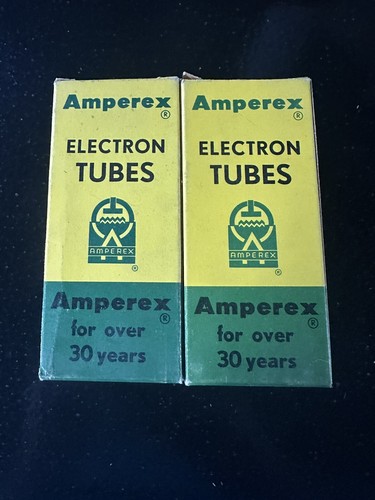 Amperex ®
ELECTRON
TUBES
AMPEREX
®
Amperex ®
for over
30 years
Amperex ®
ELECTRON
TUBES
AMPEREX
®
Amperex ®
for over
30 years